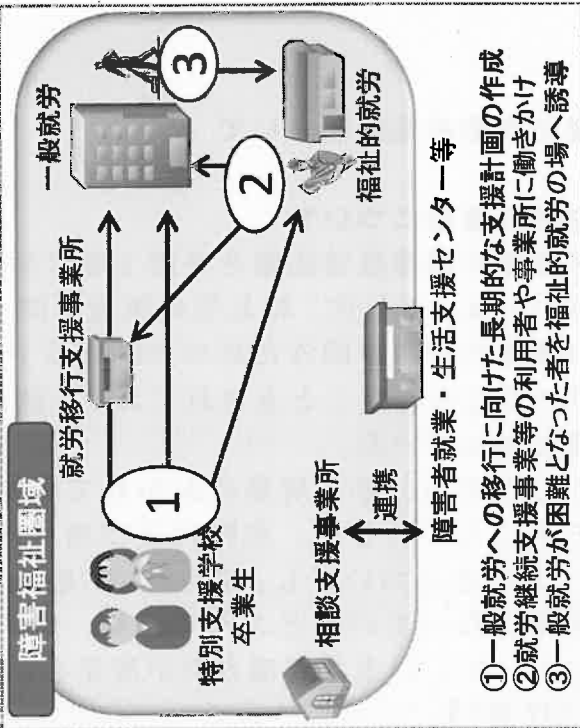 障害福祉圏域
特別支援学校
卒業生
就労移行支援事業所
一般就労
福祉的就労
1
2
3
相談支援事業所
連携
障害者就業・生活支援センター等
①一般就労への移行に向けた長期的な支援計画の作成
②就労継続支援事業等の利用者や事業所に働きかけ
③一般就労が困難となった者を福祉的就労の場へ誘導